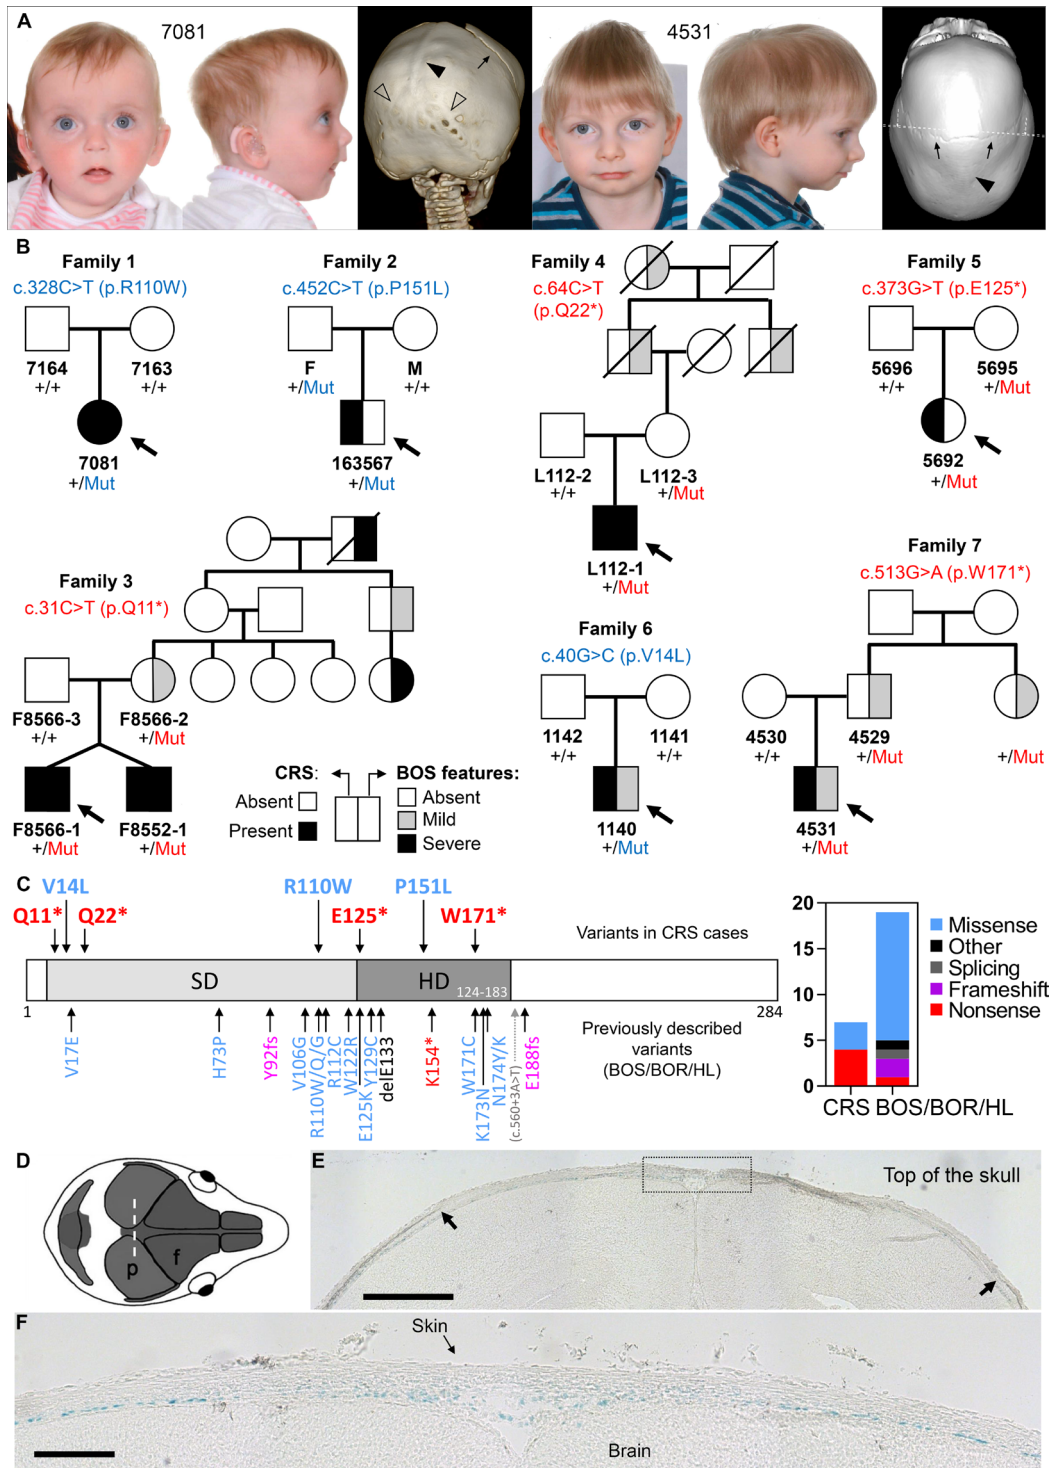 A
7081
4531
B
Family 1
c.328C>T (p.R110W)
7164
+/+
7163
+/+
7081
+/Mut
Family 2
c.452C>T (p.P151L)
F
+/Mut
M
+/+
163567
+/Mut
Family 4
c.64C>T
(p.Q22*)
L112-2
+/+
L112-3
+/Mut
L112-1
+/Mut
Family 5
c.373G>T (p.E125*)
5696
+/+
5695
+/Mut
5692
+/Mut
Family 3
c.31C>T (p.Q11*)
F8566-3
+/+
F8566-2
+/Mut
F8566-1
+/Mut
F8552-1
+/Mut
CRS:
Absent
Present
BOS features:
Absent
Mild
Severe
Family 6
c.40G>C (p.V14L)
1142
+/+
1141
+/+
1140
+/Mut
Family 7
c.513G>A (p.W171*)
4530
+/+
4529
+/Mut
+/Mut
4531
+/Mut
C
V14L
R110W
P151L
Q11*
Q22*
E125*
W171*
Variants in CRS cases
SD
HD
124-183
1
284
Previously described
variants
(BOS/BOR/HL)
V17E
H73P
Y92fs
V106G
R110W/Q/G
R112C
W122R
E125K
Y129C
delE133
K154*
W171C
K173N
N174Y/K
(c.560+3A>T)
E188fs
20
15
10
5
0
CRS BOS/BOR/HL
Missense
Other
Splicing
Frameshift
Nonsense
D
p
f
E
Top of the skull
F
Skin
Brain